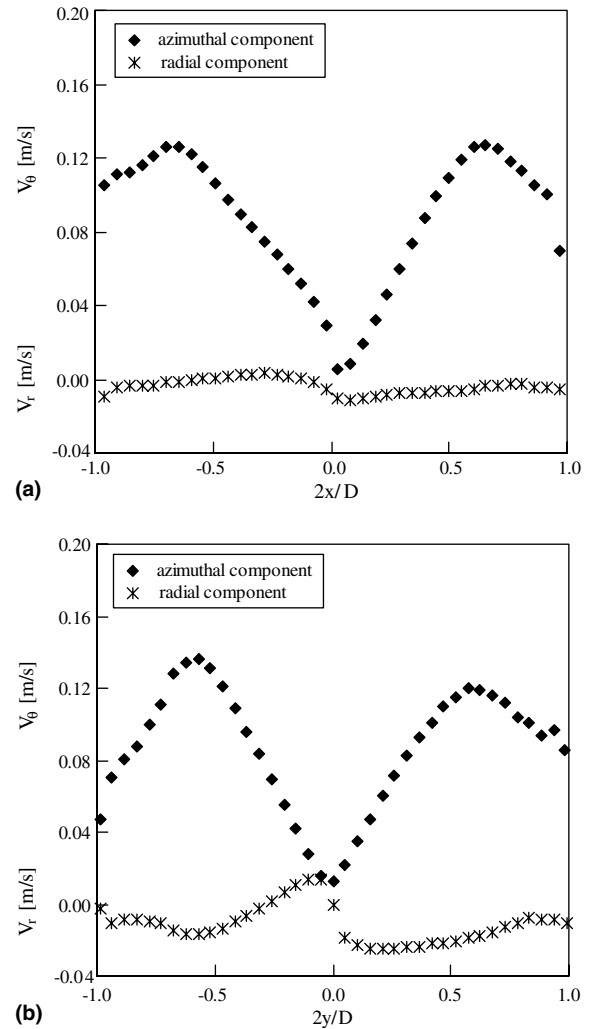 0.20
azimuthal component
radial component
0.16
0.12
0.08
0.04
0.00
-0.04
V_θ [m/s]
V_r [m/s]
-1.0 -0.5 0.0 0.5 1.0
2x/D
(a)
0.20
azimuthal component
radial component
0.16
0.12
0.08
0.04
0.00
-0.04
V_θ [m/s]
V_r [m/s]
-1.0 -0.5 0.0 0.5 1.0
2y/D
(b)